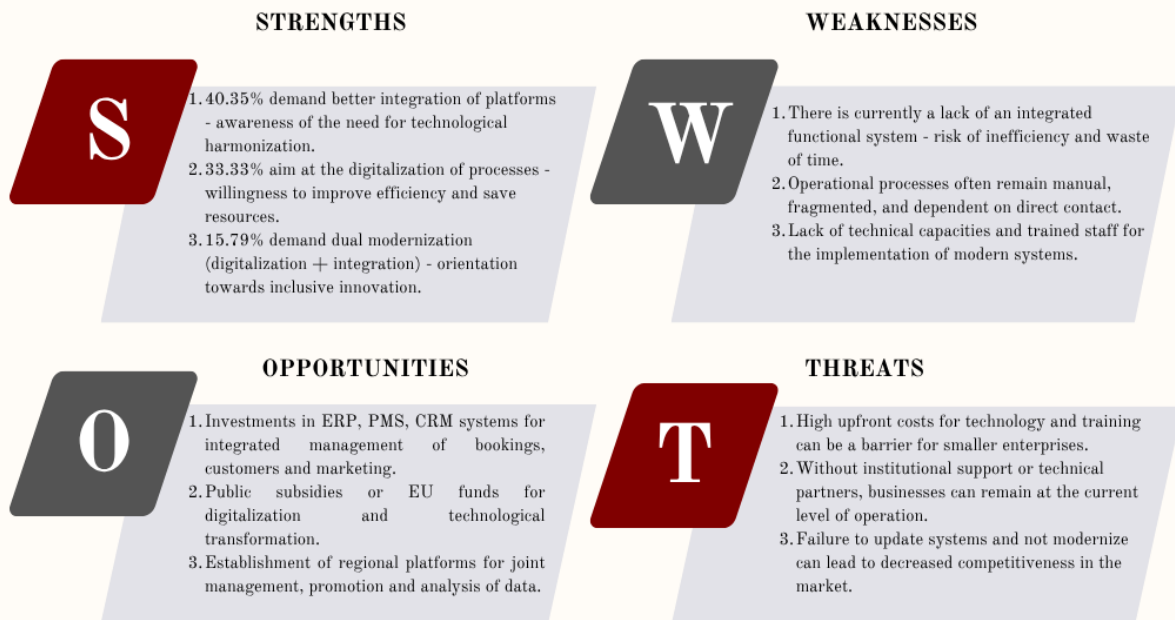 STRENGTHS
S
1. 40.35% demand better integration of platforms
- awareness of the need for technological
harmonization.
2. 33.33% aim at the digitalization of processes -
willingness to improve efficiency and save
resources.
3. 15.79% demand dual modernization
(digitalization + integration) - orientation
towards inclusive innovation.
WEAKNESSES
W
1. There is currently a lack of an integrated
functional system - risk of inefficiency and waste
of time.
2. Operational processes often remain manual,
fragmented, and dependent on direct contact.
3. Lack of technical capacities and trained staff for
the implementation of modern systems.
OPPORTUNITIES
O
1. Investments in ERP, PMS, CRM systems for
integrated management of bookings,
customers and marketing.
2. Public subsidies or EU funds for
digitalization and technological
transformation.
3. Establishment of regional platforms for joint
management, promotion and analysis of data.
THREATS
T
1. High upfront costs for technology and training
can be a barrier for smaller enterprises.
2. Without institutional support or technical
partners, businesses can remain at the current
level of operation.
3. Failure to update systems and not modernize
can lead to decreased competitiveness in the
market.